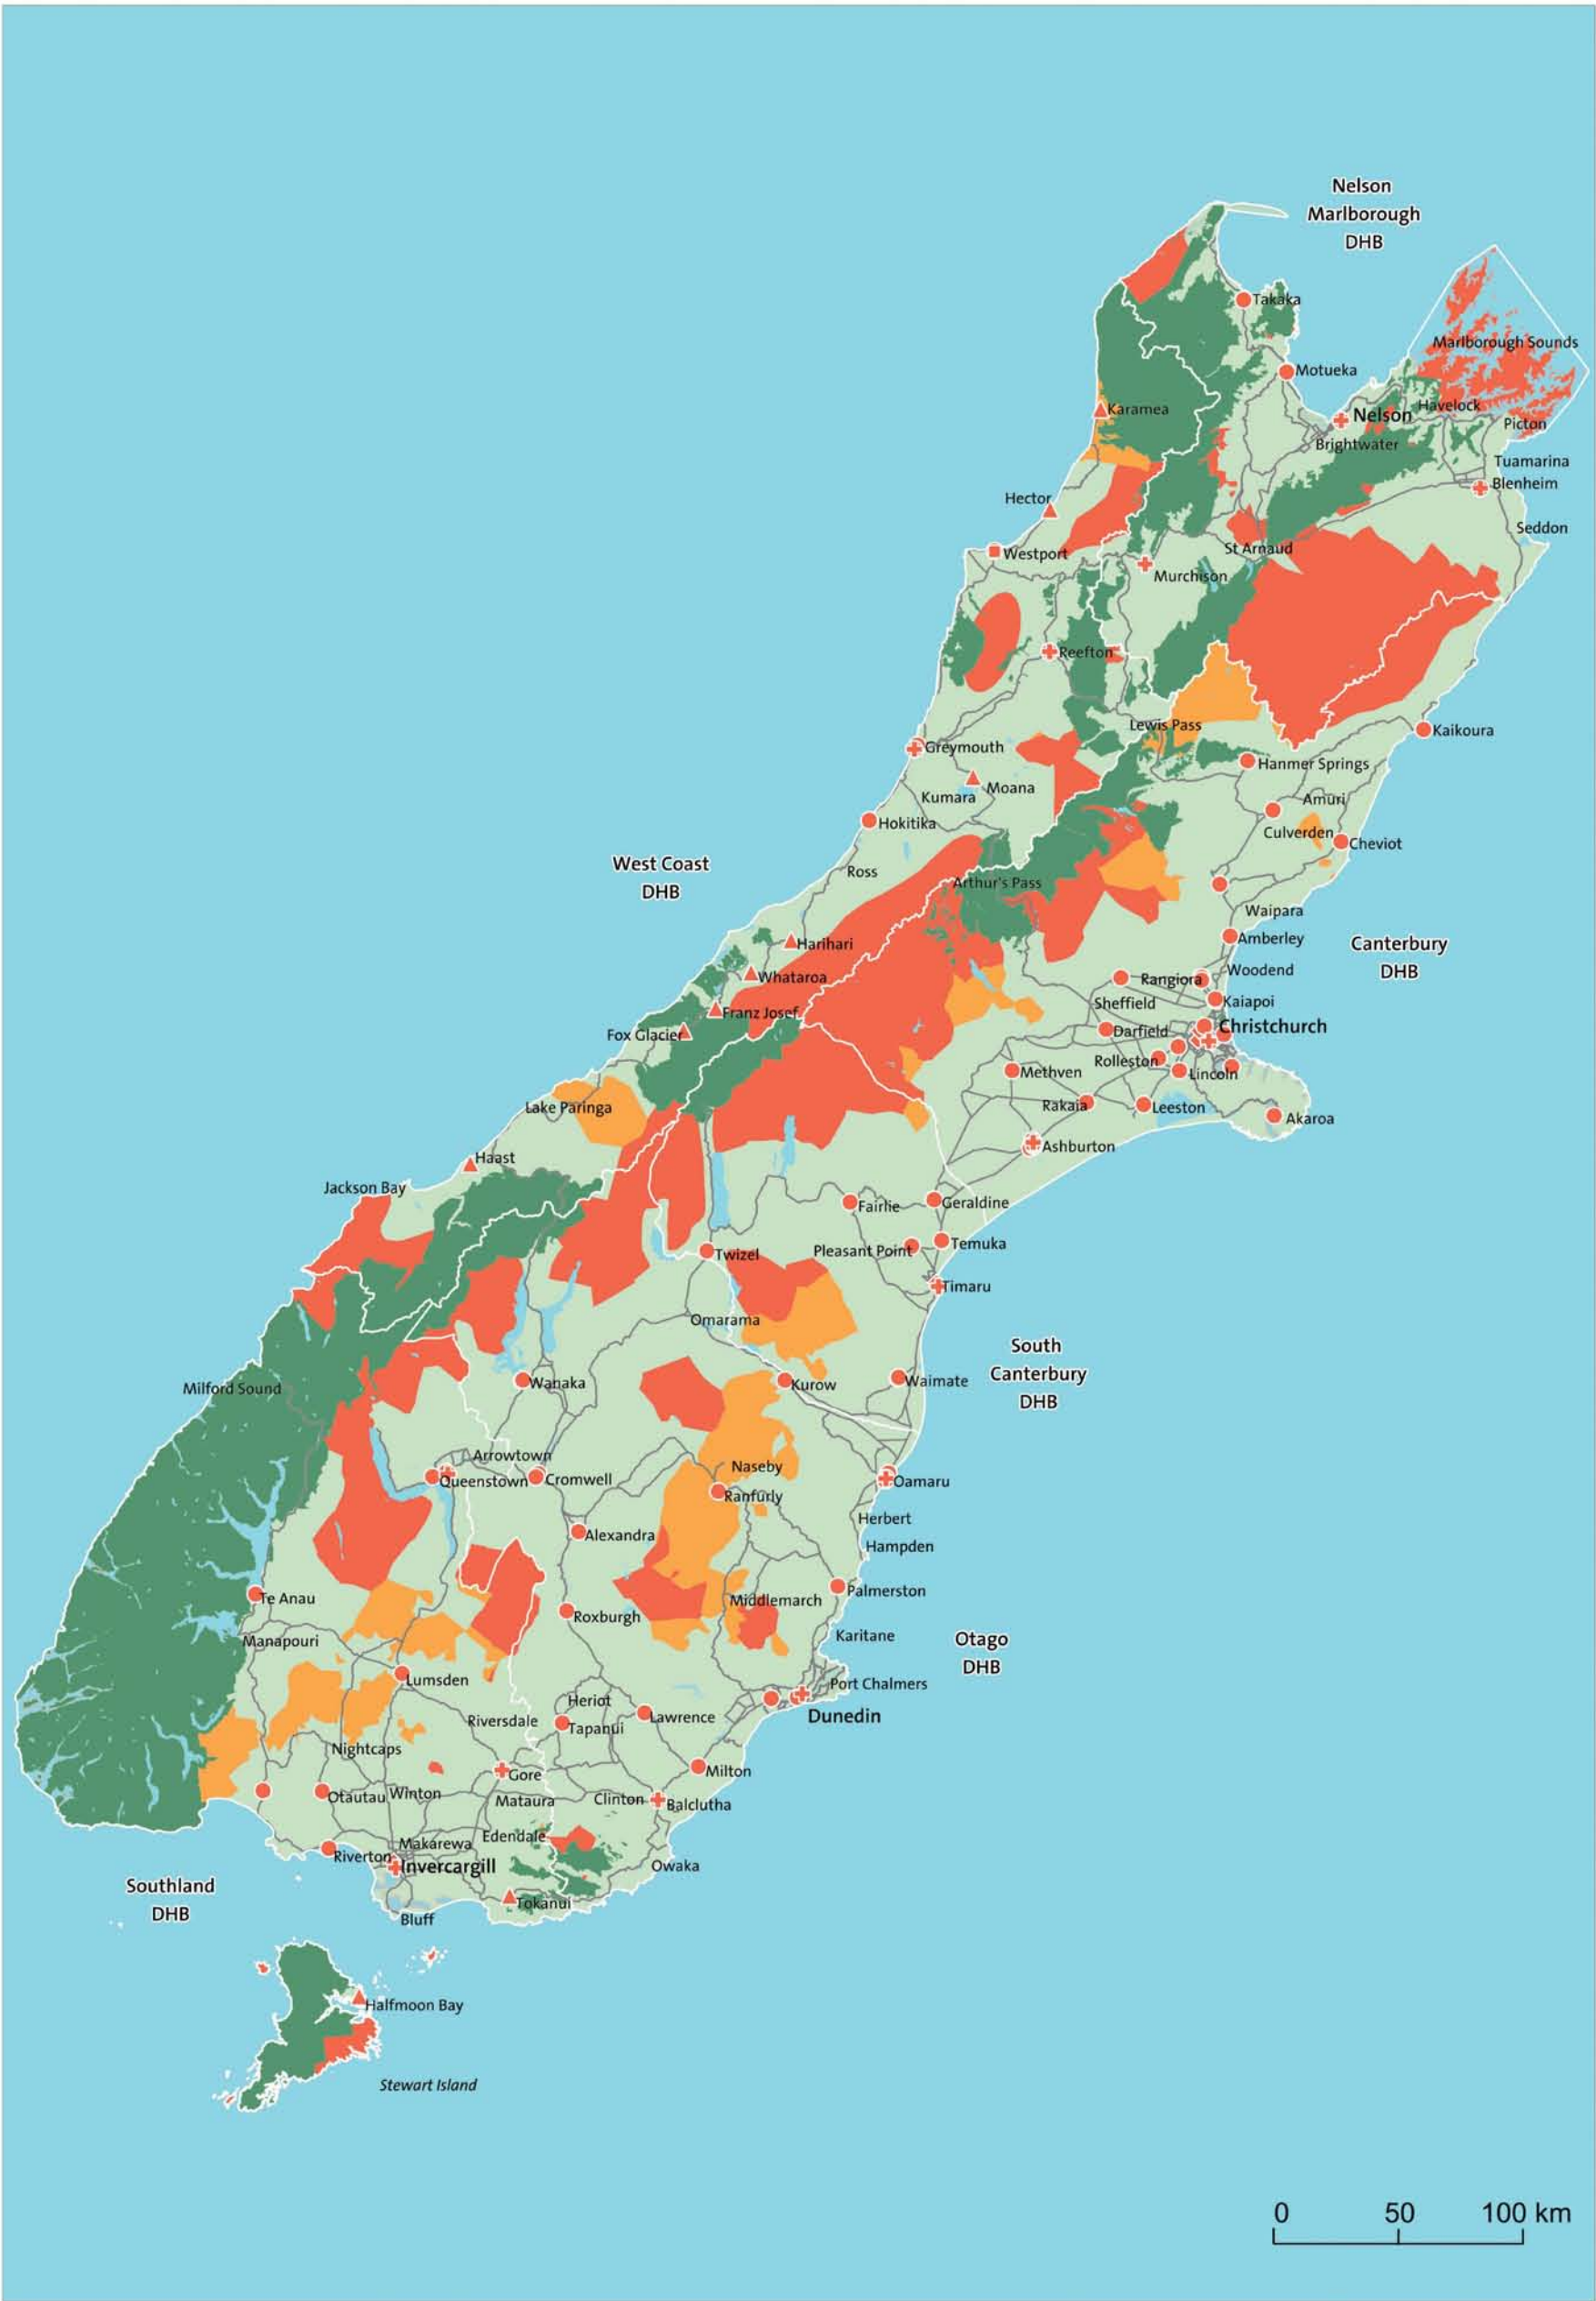 Nelson
Marlborough
DHB
Takaka
Marlborough Sounds
Motueka
Karamea
Nelson
Havelock
Picton
Brightwater
Tuamarina
Blenheim
Hector
Seddon
Westport
St Arnaud
Murchison
Reefton
Lewis Pass
Kaikoura
Greymouth
Hanmer Springs
Moana
Kumara
Amuri
Hokitika
Culverden
Cheviot
West Coast
DHB
Ross
Arthur's Pass
Waipara
Amberley
Canterbury
DHB
Harihari
Woodend
Whataroa
Rangiora
Sheffield
Kaiapoi
Franz Josef
Christchurch
Fox Glacier
Darfield
Rolleston
Methven
Lincoln
Lake Paringa
Rakaia
Leeston
Akaroa
Ashburton
Haast
Jackson Bay
Fairlie
Geraldine
Temuka
Pleasant Point
Twizel
Timaru
Omarama
South
Canterbury
DHB
Waimate
Kurow
Wanaka
Milford Sound
Arrowtown
Naseby
Queenstown
Cromwell
Oamaru
Ranfurly
Herbert
Alexandra
Hampden
Palmerston
Te Anau
Middlemarch
Roxburgh
Karitane
Manapouri
Otago
DHB
Lumsden
Port Chalmers
Heriot
Lawrence
Dunedin
Riversdale
Tapanui
Nightcaps
Milton
Gore
Otautau
Winton
Mataura
Clinton
Balclutha
Edendale
Makarewa
Riverton
Invercargill
Owaka
Southland
DHB
Tokanui
Bluff
Halfmoon Bay
Stewart Island
0 50 100 km